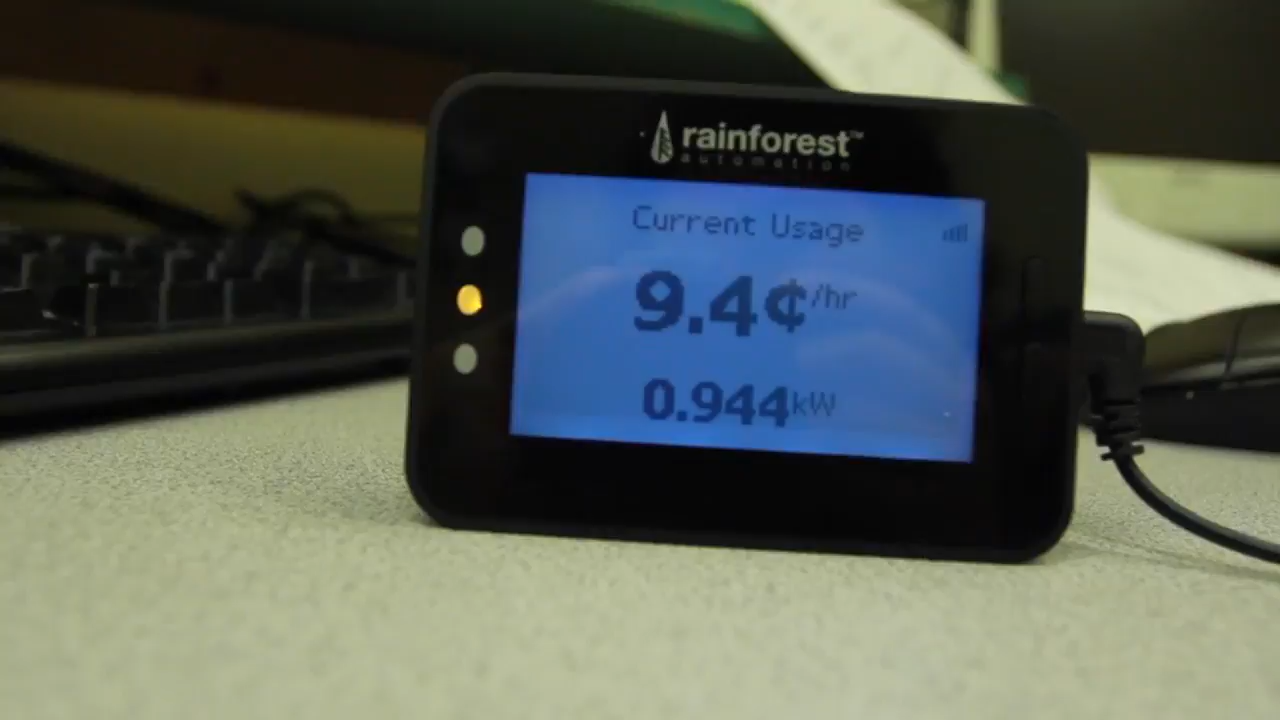 rainforest™
automation
Current Usage
9.4¢/hr
0.944kW